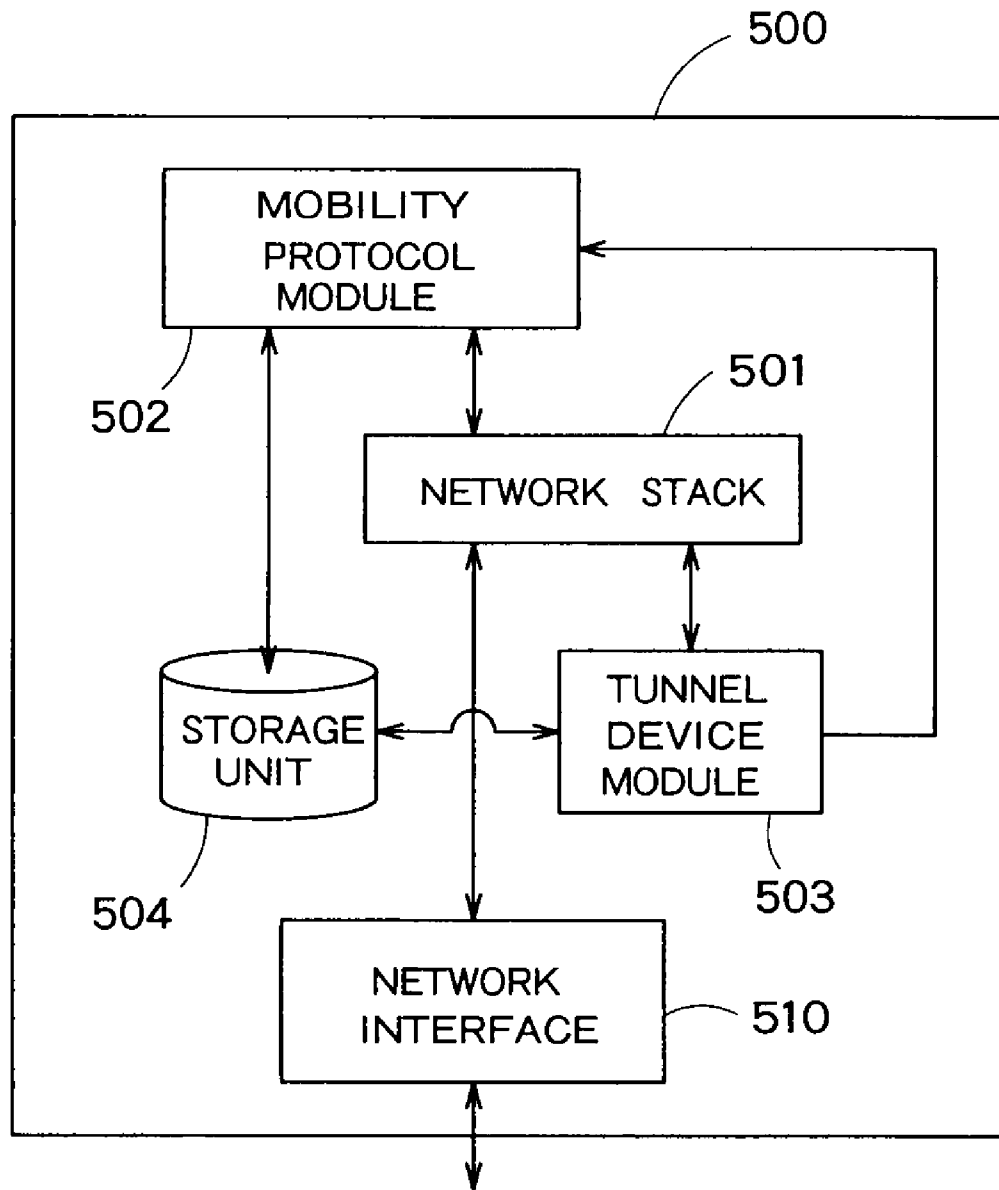 500
MOBILITY
PROTOCOL
MODULE
502
501
NETWORK STACK
STORAGE
UNIT
504
TUNNEL
DEVICE
MODULE
503
NETWORK
INTERFACE
510